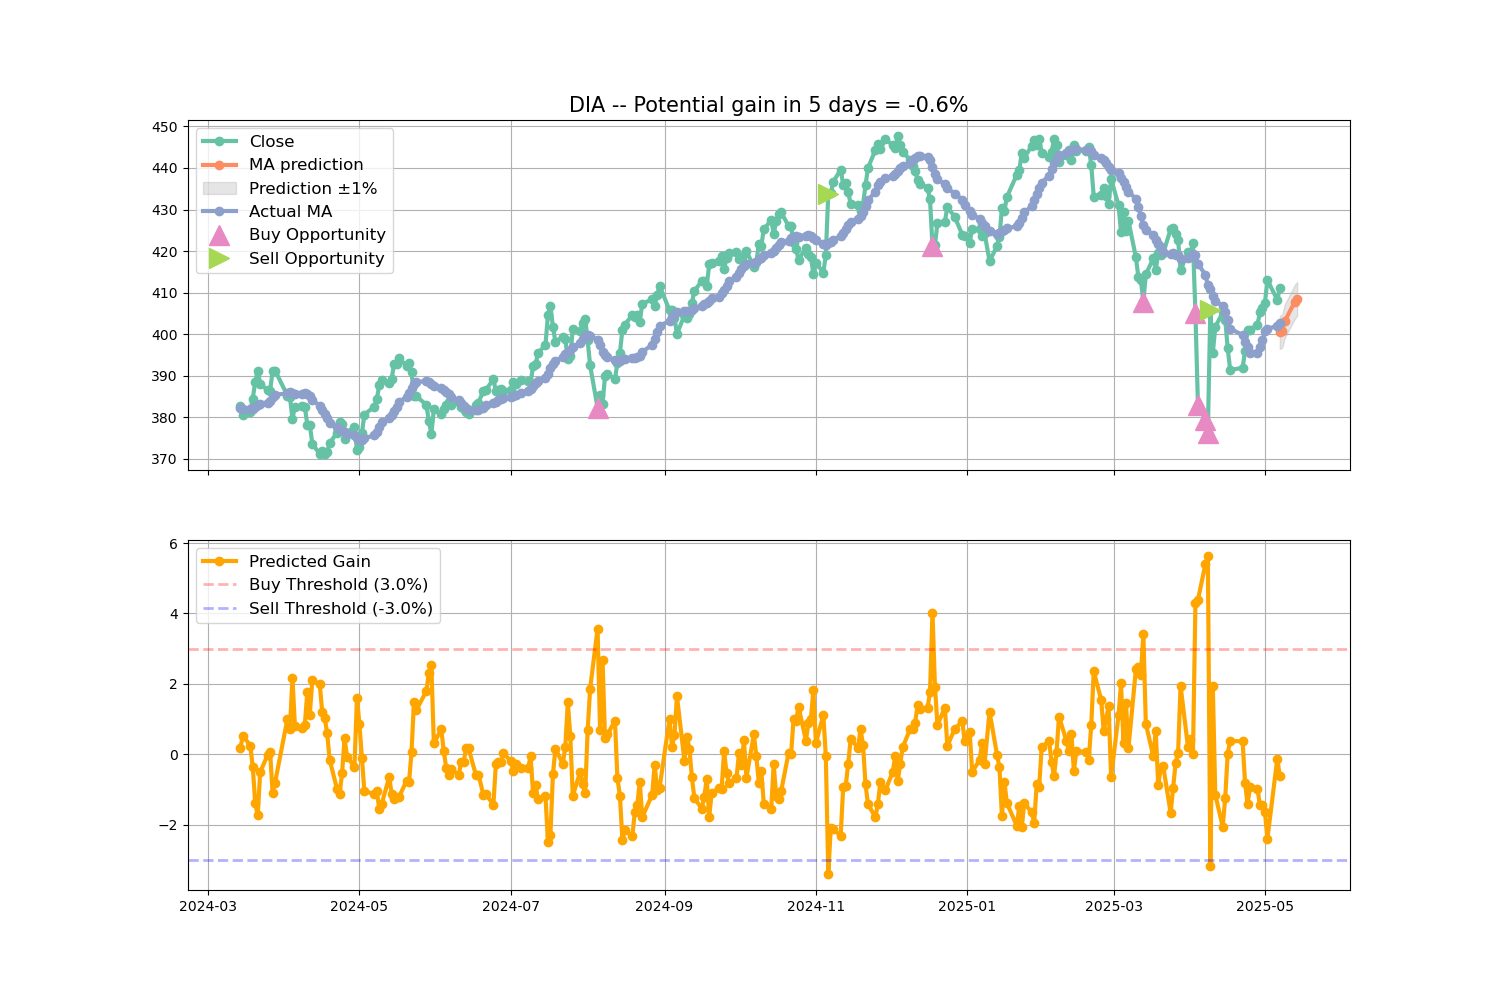 DIA -- Potential gain in 5 days = -0.6%
450
440
430
420
410
400
390
380
370
Close
MA prediction
Prediction ±1%
Actual MA
Buy Opportunity
Sell Opportunity
6
4
2
0
−2
Predicted Gain
Buy Threshold (3.0%)
Sell Threshold (-3.0%)
2024-03
2024-05
2024-07
2024-09
2024-11
2025-01
2025-03
2025-05